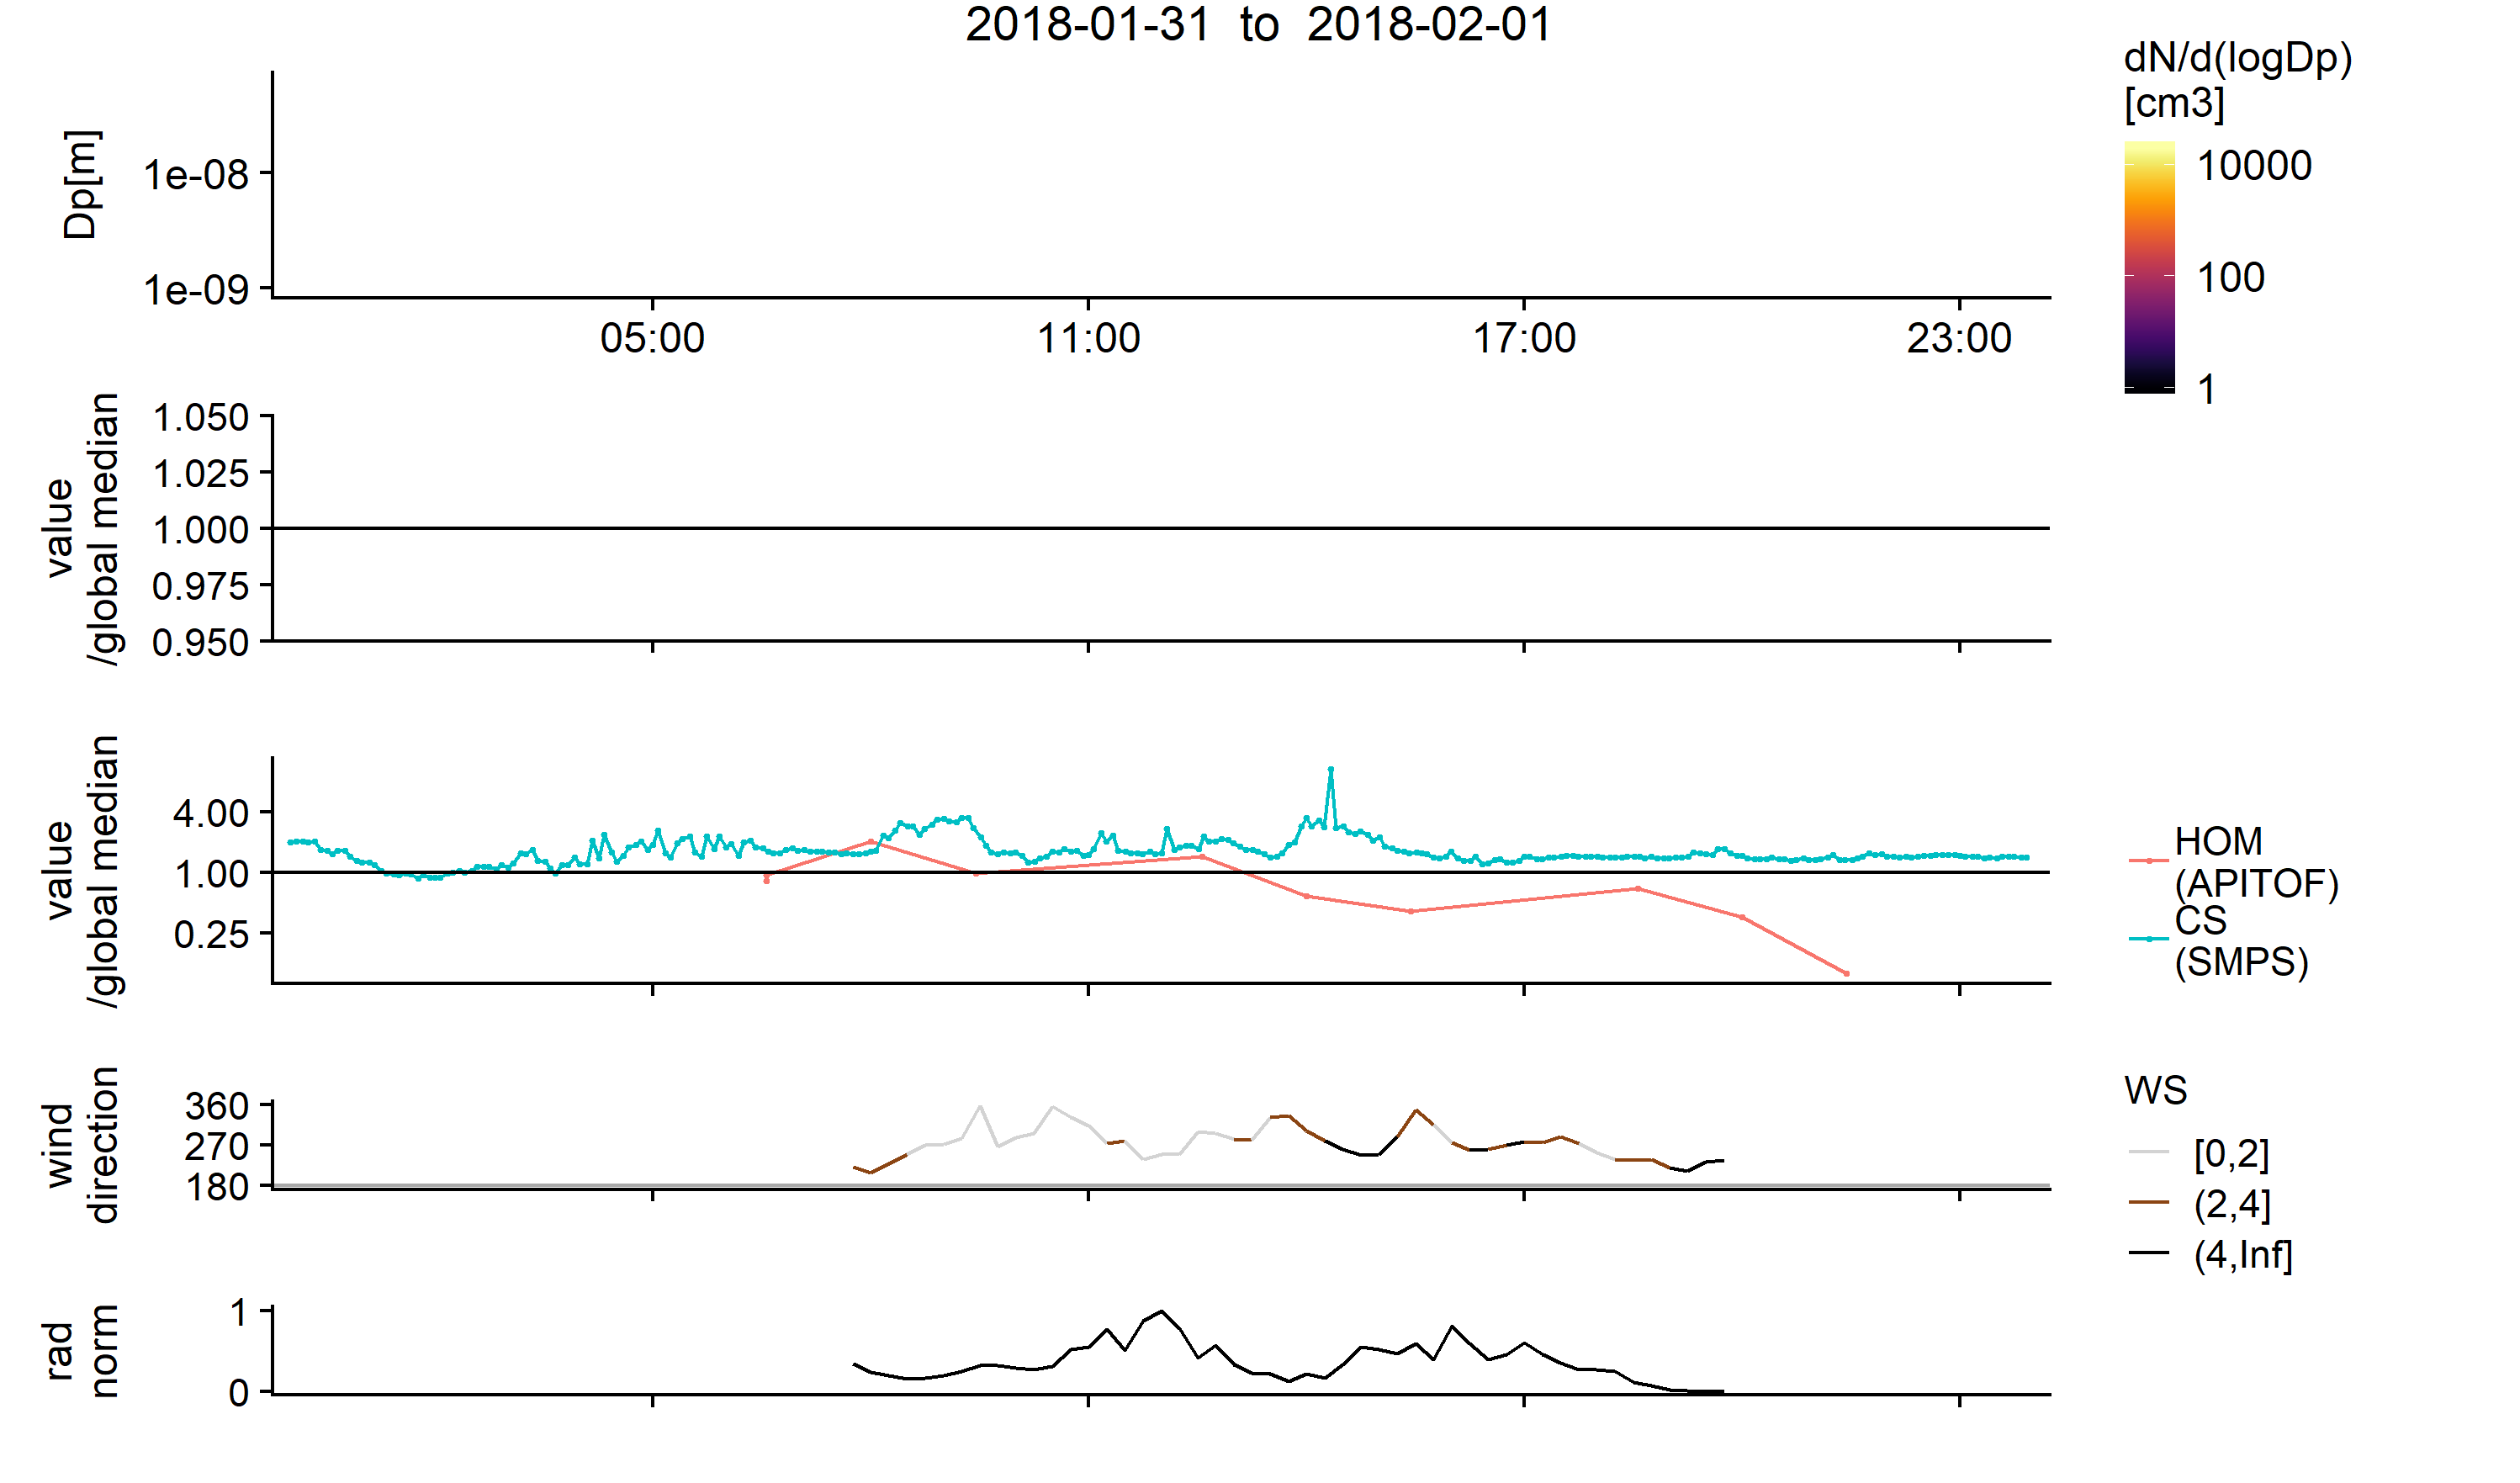 2018-01-31 to 2018-02-01
Dp[m]
1e-08
1e-09
05:00
11:00
17:00
23:00
dN/d(logDp)
[cm3]
10000
100
1
value
/global median
1.050
1.025
1.000
0.975
0.950
value
/global median
4.00
1.00
0.25
HOM
(APITOF)
CS
(SMPS)
wind
direction
360
270
180
WS
[0,2]
(2,4]
(4,Inf]
rad
norm
1
0